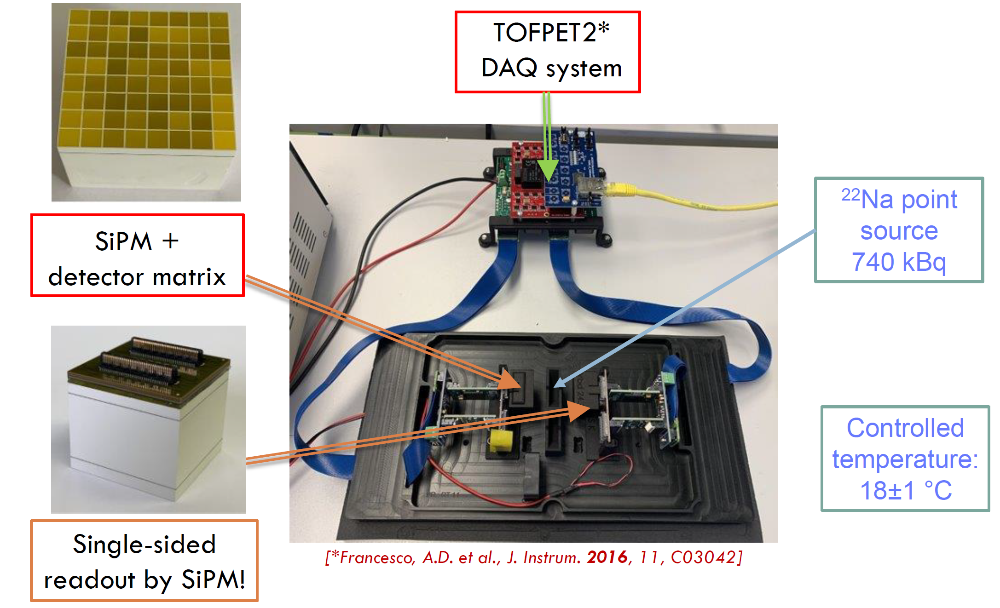 TOFPET2*
DAQ system
SiPM +
detector matrix
²²Na point
source
740 kBq
Controlled
temperature:
18±1 °C
Single-sided
readout by SiPM!
[*Francesco, A.D. et al., J. Instrum. 2016, 11, C03042]